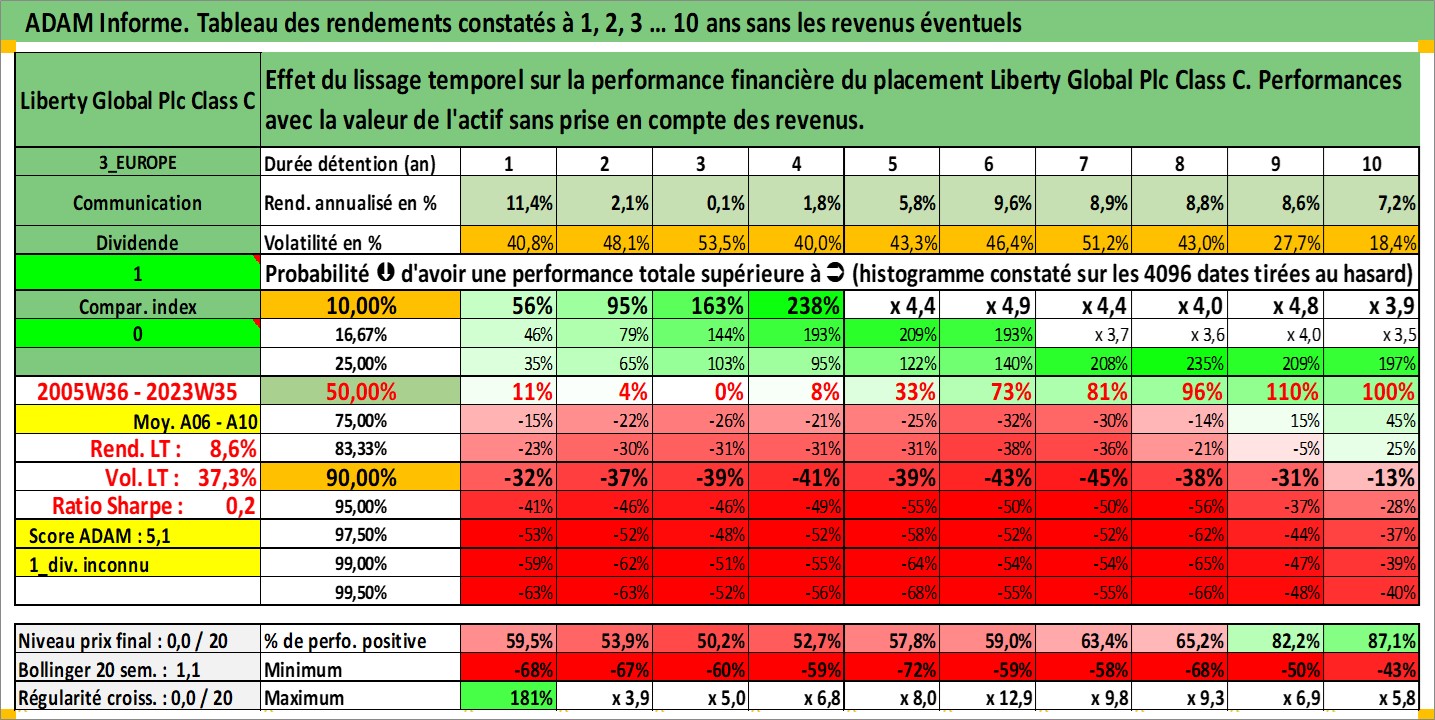 ADAM Informe. Tableau des rendements constatés à 1, 2, 3 ... 10 ans sans les revenus éventuels
Liberty Global Plc Class C
Effet du lissage temporel sur la performance financière du placement Liberty Global Plc Class C. Performances
avec la valeur de l'actif sans prise en compte des revenus.
3_EUROPE Durée détention (an) 1 2 3 4 5 6 7 8 9 10
Communication Rend. annualisé en % 11,4% 2,1% 0,1% 1,8% 5,8% 9,6% 8,9% 8,8% 8,6% 7,2%
Dividende Volatilité en % 40,8% 48,1% 53,5% 40,0% 43,3% 46,4% 51,2% 43,0% 27,7% 18,4%
1 Probabilité ⬇ d'avoir une performance totale supérieure à ➲ (histogramme constaté sur les 4096 dates tirées au hasard)
Compar. index 10,00% 56% 95% 163% 238% x 4,4 x 4,9 x 4,4 x 4,0 x 4,8 x 3,9
0 16,67% 46% 79% 144% 193% 209% 193% x 3,7 x 3,6 x 4,0 x 3,5
25,00% 35% 65% 103% 95% 122% 140% 208% 235% 209% 197%
2005W36 - 2023W35 50,00% 11% 4% 0% 8% 33% 73% 81% 96% 110% 100%
Moy. A06 - A10 75,00% -15% -22% -26% -21% -25% -32% -30% -14% 15% 45%
Rend. LT : 8,6% 83,33% -23% -30% -31% -31% -31% -38% -36% -21% -5% 25%
Vol. LT : 37,3% 90,00% -32% -37% -39% -41% -39% -43% -45% -38% -31% -13%
Ratio Sharpe : 0,2 95,00% -41% -46% -46% -49% -55% -50% -50% -56% -37% -28%
Score ADAM : 5,1 97,50% -53% -52% -48% -52% -58% -52% -52% -62% -44% -37%
1_div. inconnu 99,00% -59% -62% -51% -55% -64% -54% -54% -65% -47% -39%
99,50% -63% -63% -52% -56% -68% -55% -55% -66% -48% -40%
Niveau prix final : 0,0 / 20 % de perfo. positive 59,5% 53,9% 50,2% 52,7% 57,8% 59,0% 63,4% 65,2% 82,2% 87,1%
Bollinger 20 sem. : 1,1 Minimum -68% -67% -60% -59% -72% -59% -58% -68% -50% -43%
Régularité croiss. : 0,0 / 20 Maximum 181% x 3,9 x 5,0 x 6,8 x 8,0 x 12,9 x 9,8 x 9,3 x 6,9 x 5,8